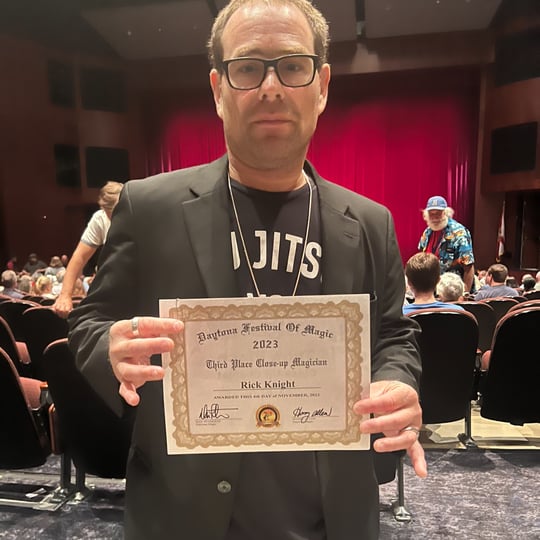 JITS
Daytona Festival Of Magic
2023
Third Place Close-up Magician
Rick Knight
AWARDED THIS 4th DAY of NOVEMBER, 2023